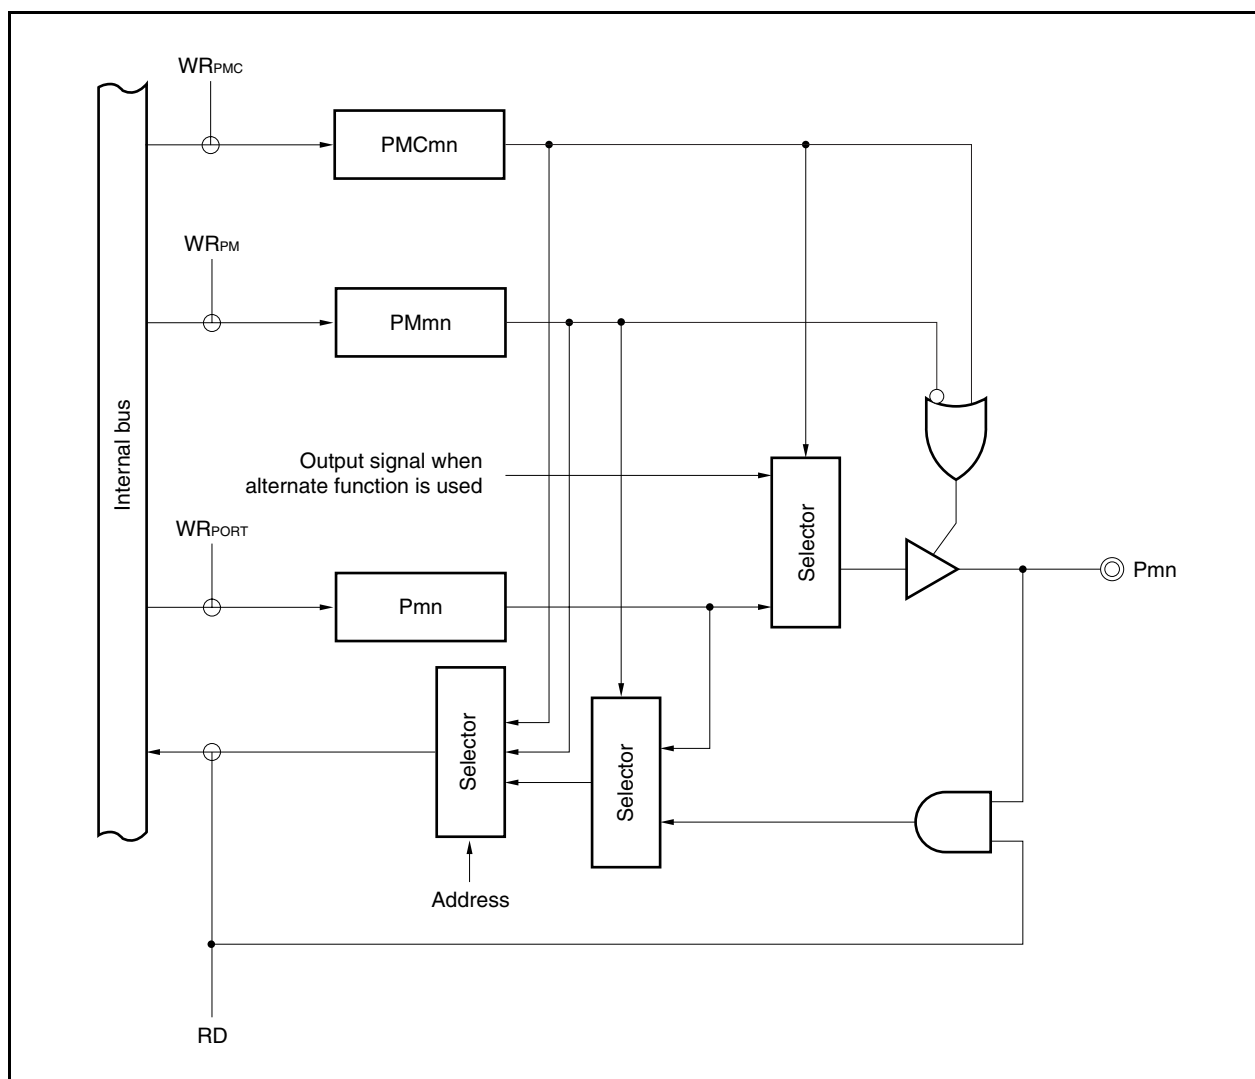 WRPMC
PMCmn
WRPM
PMmn
Internal bus
Output signal when
alternate function is used
Selector
WRPORT
Pmn
Pmn
Selector
Selector
Address
RD